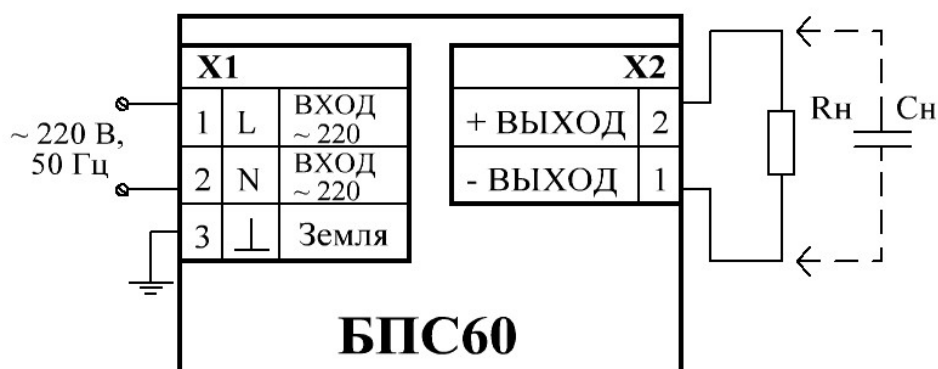 X1
X2
~ 220 В,
50 Гц
1 L ВХОД
~ 220
2 N ВХОД
~ 220
3 ⊥ Земля
+ ВЫХОД 2
- ВЫХОД 1
Rн
Cн
БПС60